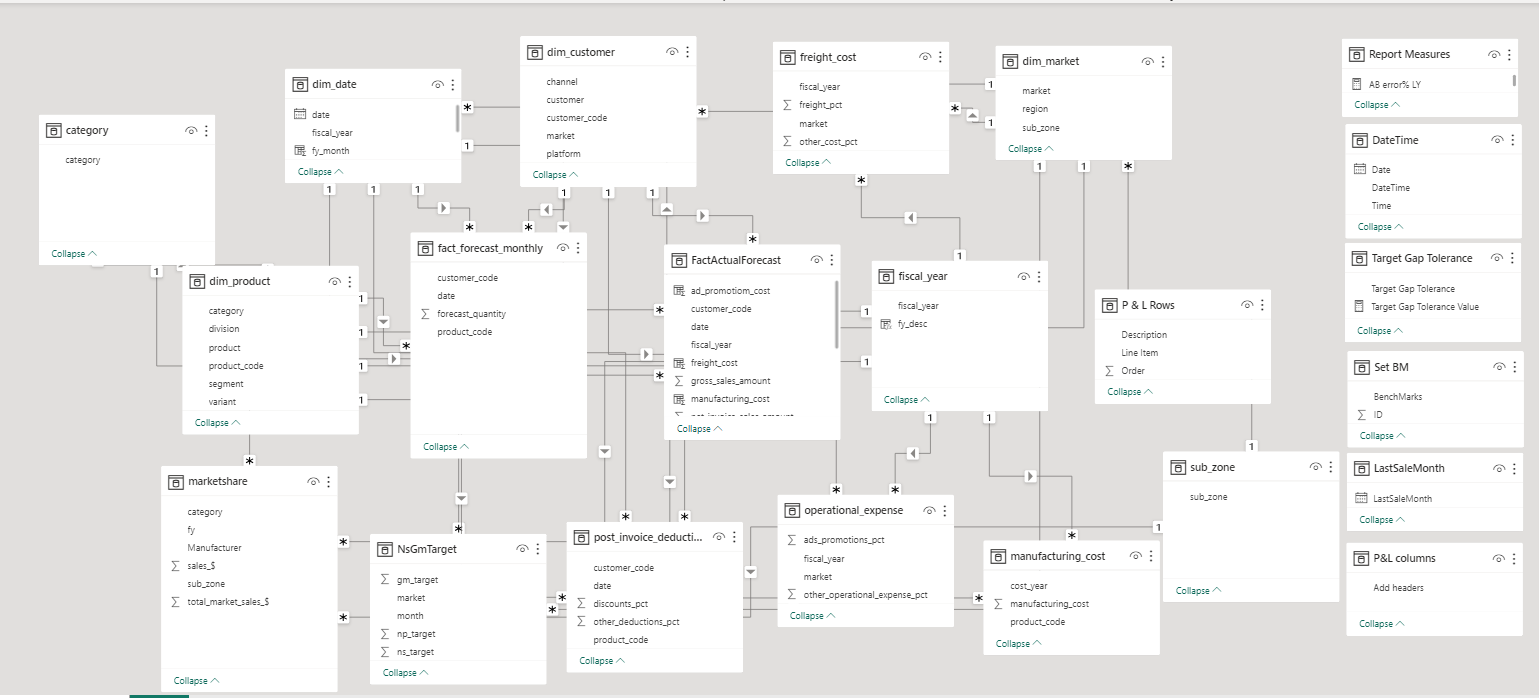 category
category
Collapse
dim_date
date
fiscal_year
fy_month
Collapse
dim_customer
channel
customer
customer_code
market
platform
Collapse
freight_cost
fiscal_year
freight_pct
market
other_cost_pct
Collapse
dim_market
market
region
sub_zone
Collapse
Report Measures
AB error% LY
Collapse
DateTime
Date
DateTime
Time
Collapse
dim_product
category
division
product
product_code
segment
variant
Collapse
fact_forecast_monthly
customer_code
date
forecast_quantity
product_code
Collapse
FactActualForecast
ad_promotiom_cost
customer_code
date
fiscal_year
freight_cost
gross_sales_amount
manufacturing_cost
Collapse
fiscal_year
fiscal_year
fy_desc
Collapse
P & L Rows
Description
Line Item
Order
Collapse
Target Gap Tolerance
Target Gap Tolerance
Target Gap Tolerance Value
Collapse
Set BM
BenchMarks
ID
Collapse
marketshare
category
fy
Manufacturer
sales_$
sub_zone
total_market_sales_$
Collapse
NsGmTarget
gm_target
market
month
np_target
ns_target
Collapse
post_invoice_deducti...
customer_code
date
discounts_pct
other_deductions_pct
product_code
Collapse
operational_expense
ads_promotions_pct
fiscal_year
market
other_operational_expense_pct
Collapse
manufacturing_cost
cost_year
manufacturing_cost
product_code
Collapse
sub_zone
sub_zone
Collapse
LastSaleMonth
LastSaleMonth
Collapse
P&L columns
Add headers
Collapse